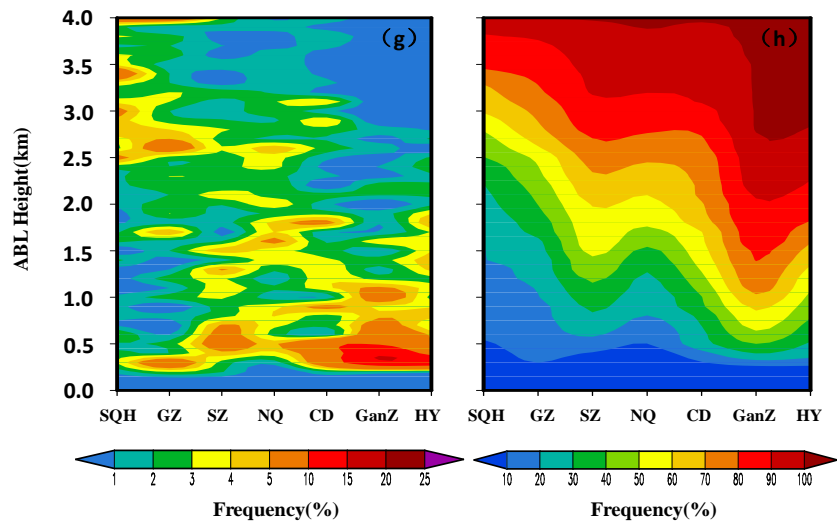 (g)
(h)
ABL Height(km)
4.0
3.5
3.0
2.5
2.0
1.5
1.0
0.5
0.0
SQH GZ SZ NQ CD GanZ HY
SQH GZ SZ NQ CD GanZ HY
1 2 3 4 5 10 15 20 25
10 20 30 40 50 60 70 80 90 100
Frequency(%)
Frequency(%)